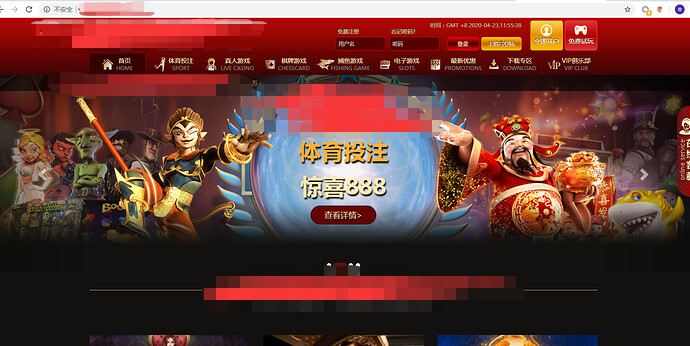 不安全
时间：GMT +8 2020-04-23,11:55:38
免费注册 忘记密码?
用户名 密码 登录 免费试玩
首页 体育投注 真人游戏 棋牌游戏 捕鱼游戏 电子游戏 最新优惠 下载专区 VIP俱乐部
HOME SPORT LIVE CASINO CHESSCARD FISHING GAME SLOTS PROMOTIONS DOWNLOAD VIP CLUB
万
体育投注
惊喜888
查看详情>
online service